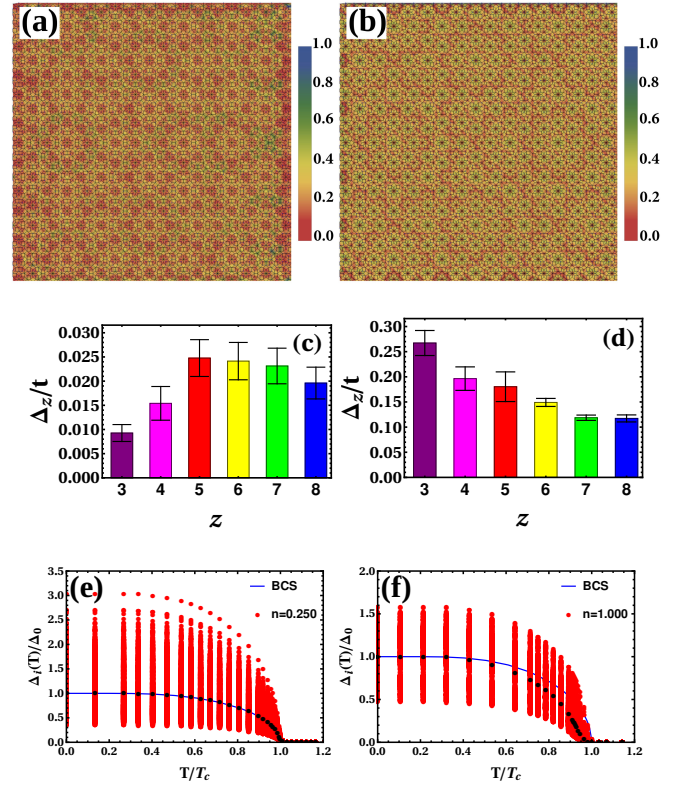 (a)
1.0
0.8
0.6
0.4
0.2
0.0
(b)
1.0
0.8
0.6
0.4
0.2
0.0
(c)
0.030
0.025
0.020
0.015
0.010
0.005
0.000
Δz/t
3 4 5 6 7 8
z
(d)
0.30
0.25
0.20
0.15
0.10
0.05
0.00
Δz/t
3 4 5 6 7 8
z
(e)
BCS
n=0.250
3.5
3.0
2.5
2.0
1.5
1.0
0.5
0.0
Δi(T)/Δ0
0.0 0.2 0.4 0.6 0.8 1.0 1.2
T/Tc
(f)
BCS
n=1.000
2.0
1.5
1.0
0.5
0.0
Δi(T)/Δ0
0.0 0.2 0.4 0.6 0.8 1.0 1.2
T/Tc